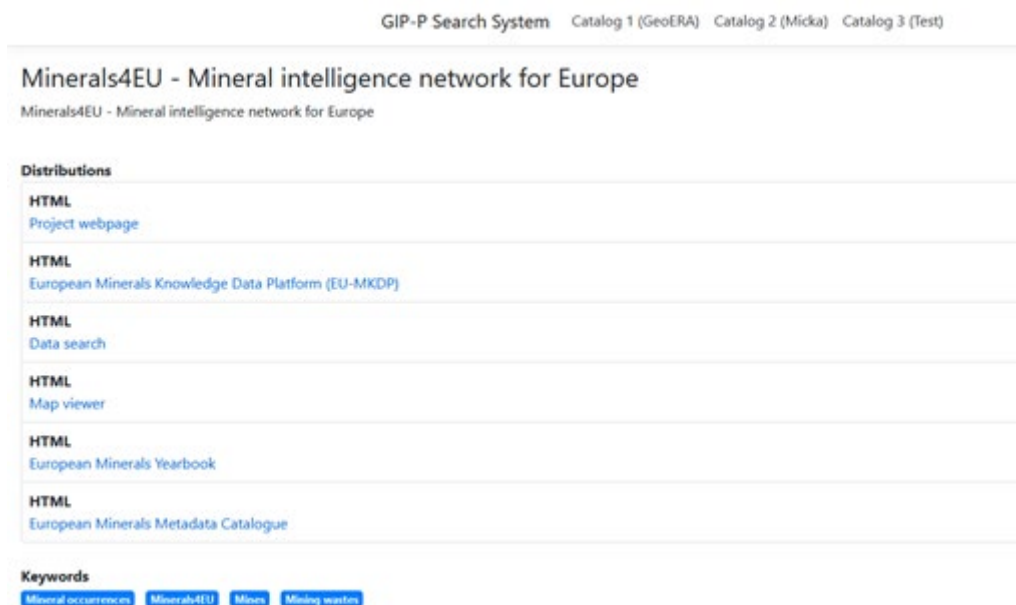 GIP-P Search System Catalog 1 (GeoERA) Catalog 2 (Micka) Catalog 3 (Test)
Minerals4EU - Mineral intelligence network for Europe
Minerals4EU - Mineral intelligence network for Europe
Distributions
HTML
Project webpage
HTML
European Minerals Knowledge Data Platform (EU-MKDP)
HTML
Data search
HTML
Map viewer
HTML
European Minerals Yearbook
HTML
European Minerals Metadata Catalogue
Keywords
Mineral occurrences Minerals4EU Mines Mining wastes